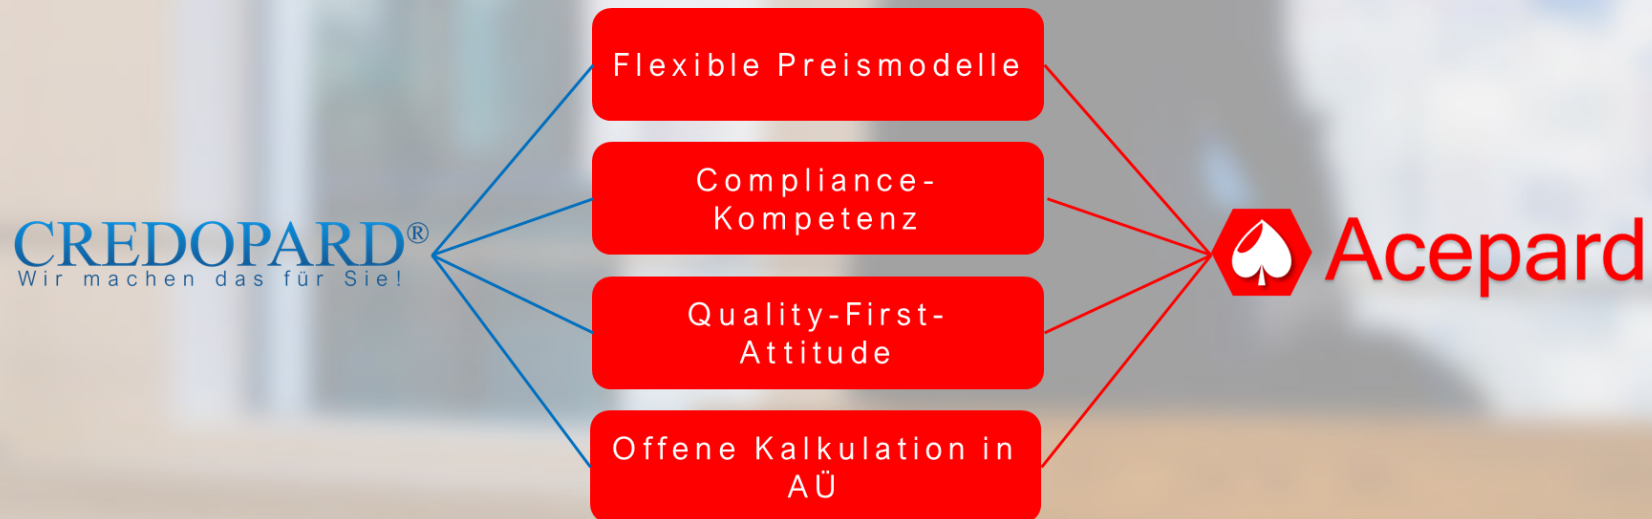 CREDOPARD®
Wir machen das für Sie!
Flexible Preismodelle
Compliance-
Kompetenz
Quality-First-
Attitude
Offene Kalkulation in
AÜ
Acepard